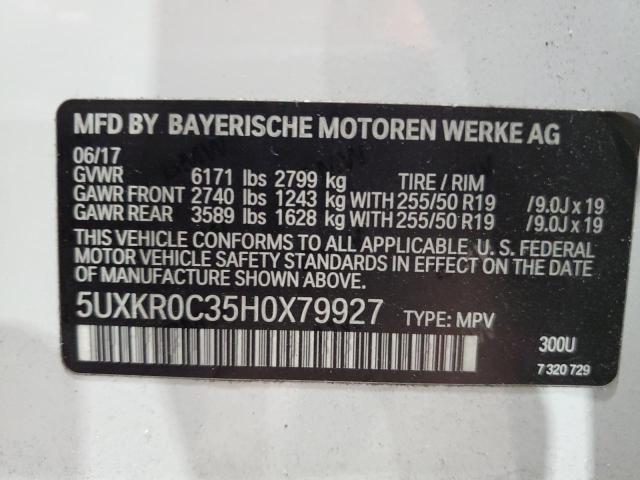 MFD BY BAYERISCHE MOTOREN WERKE AG
06/17
GVWR 6171 lbs 2799 kg TIRE / RIM
GAWR FRONT 2740 lbs 1243 kg WITH 255/50 R19 /9.0J x 19
GAWR REAR 3589 lbs 1628 kg WITH 255/50 R19 /9.0J x 19
THIS VEHICLE CONFORMS TO ALL APPLICABLE U. S. FEDERAL
MOTOR VEHICLE SAFETY STANDARDS IN EFFECT ON THE DATE
OF MANUFACTURE SHOWN ABOVE.
5UXKR0C35H0X79927 TYPE: MPV
300U
7 320 729